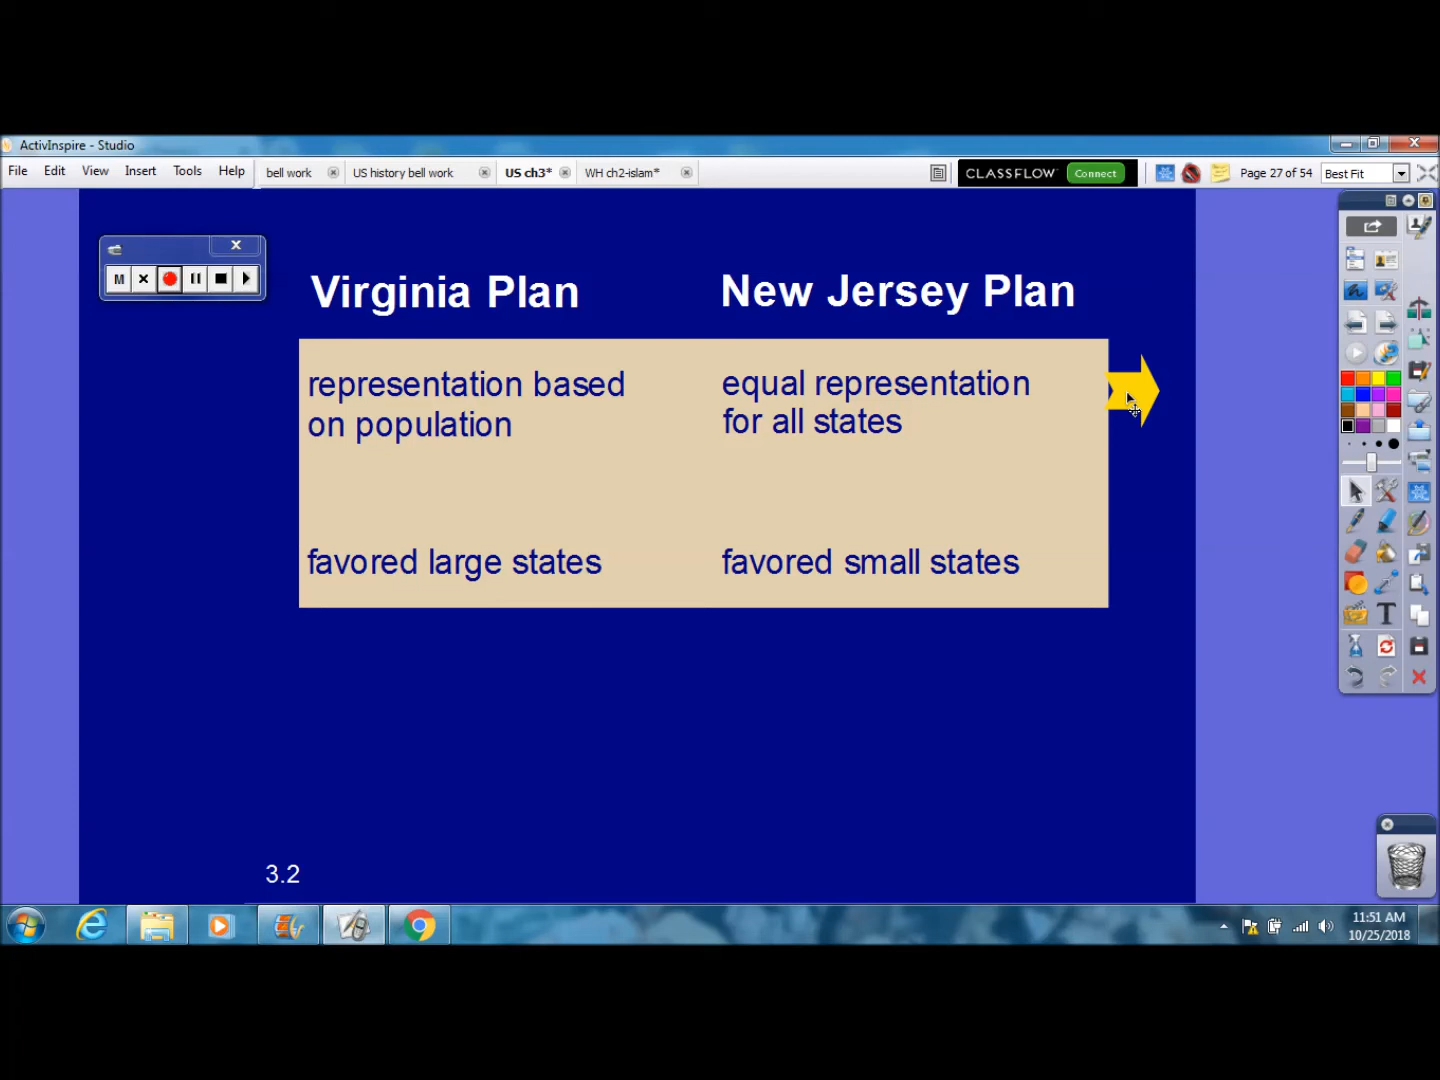 ActivInspire - Studio
File Edit View Insert Tools Help bell work US history bell work US ch3* WH ch2-islam* CLASSFLOW Connect Page 27 of 54 Best Fit
M
Virginia Plan New Jersey Plan
representation based
on population
equal representation
for all states
favored large states favored small states
T
3.2
11:51 AM
10/25/2018